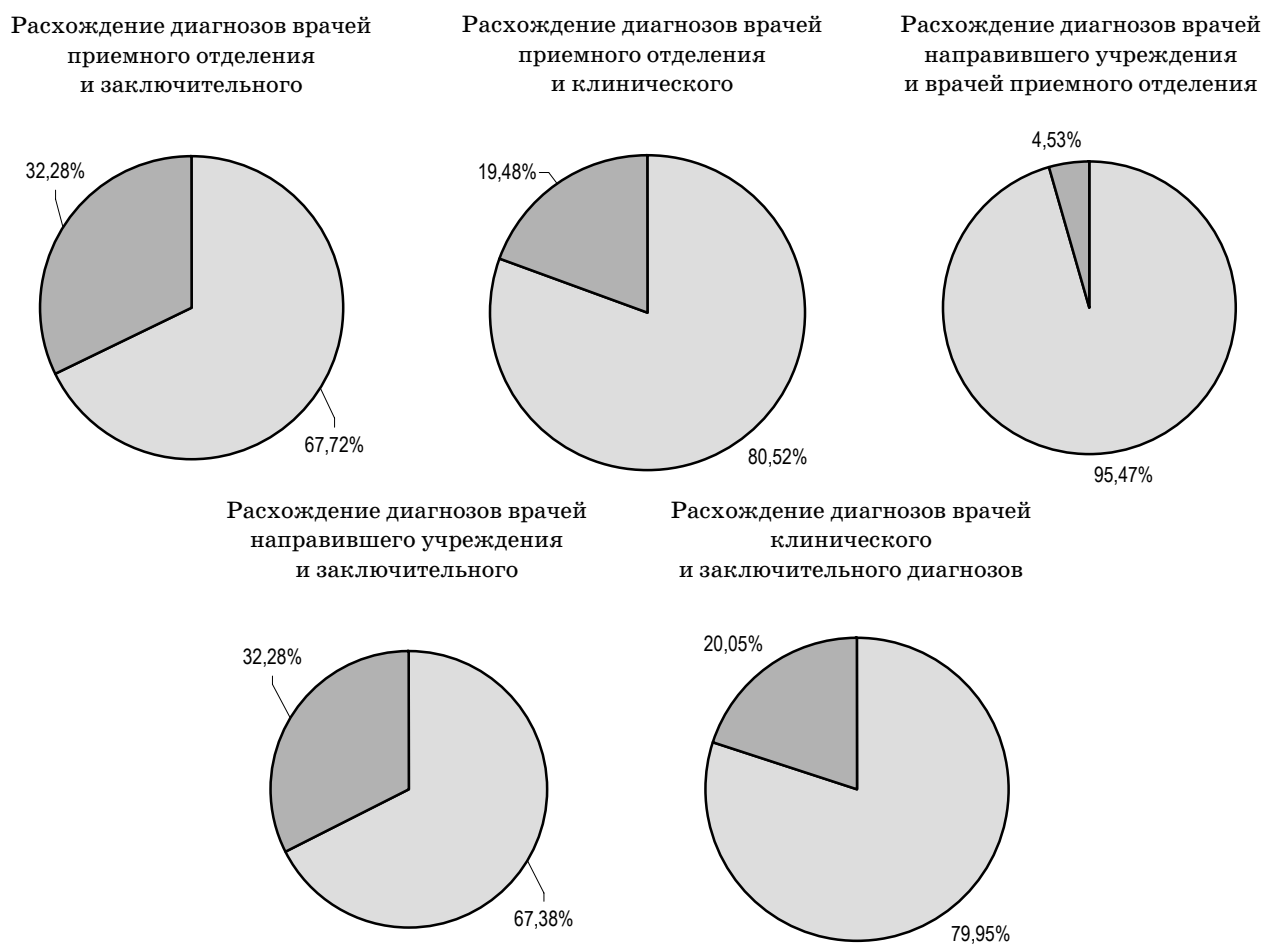 Расхождение диагнозов врачей
приемного отделения
и заключительного
32,28%
67,72%
Расхождение диагнозов врачей
приемного отделения
и клинического
19,48%
80,52%
Расхождение диагнозов врачей
направившего учреждения
и врачей приемного отделения
4,53%
95,47%
Расхождение диагнозов врачей
направившего учреждения
и заключительного
32,28%
67,38%
Расхождение диагнозов врачей
клинического
и заключительного диагнозов
20,05%
79,95%